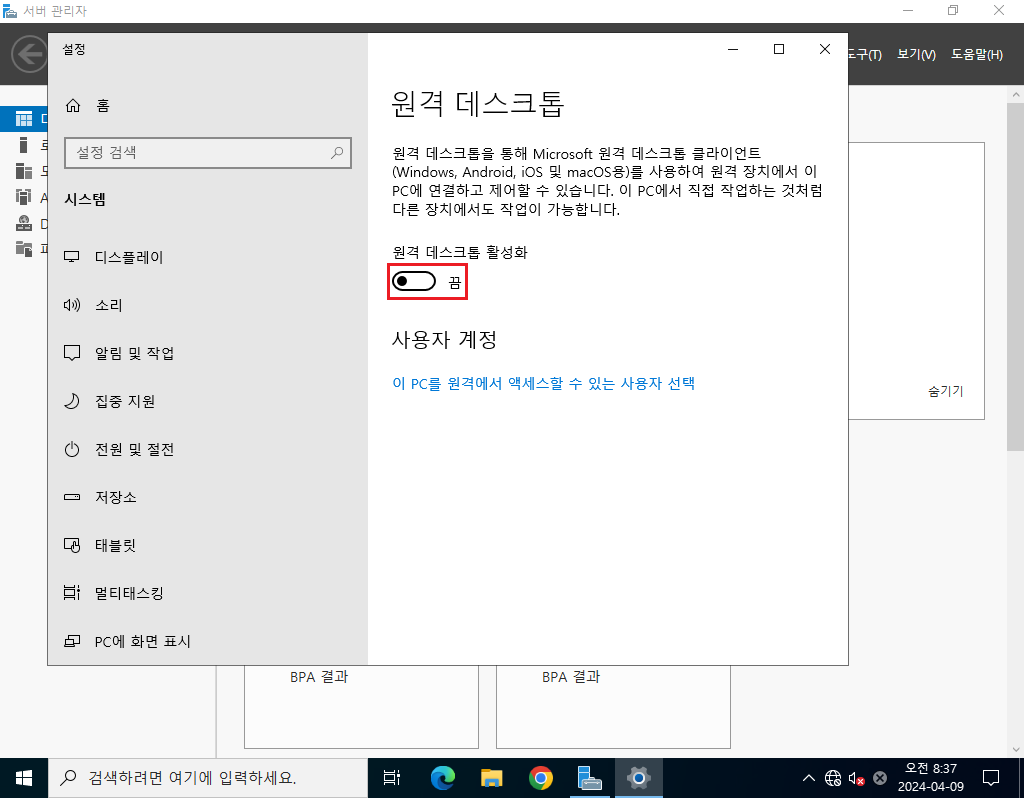 서버 관리자
도구(T) 보기(V) 도움말(H)
설정
홈
설정 검색
시스템
디스플레이
소리
알림 및 작업
집중 지원
전원 및 절전
저장소
태블릿
멀티태스킹
PC에 화면 표시
원격 데스크톱
원격 데스크톱을 통해 Microsoft 원격 데스크톱 클라이언트
(Windows, Android, iOS 및 macOS용)를 사용하여 원격 장치에서 이
PC에 연결하고 제어할 수 있습니다. 이 PC에서 직접 작업하는 것처럼
다른 장치에서도 작업이 가능합니다.
원격 데스크톱 활성화
끔
사용자 계정
이 PC를 원격에서 액세스할 수 있는 사용자 선택
숨기기
BPA 결과
BPA 결과
검색하려면 여기에 입력하세요.
오전 8:37
2024-04-09